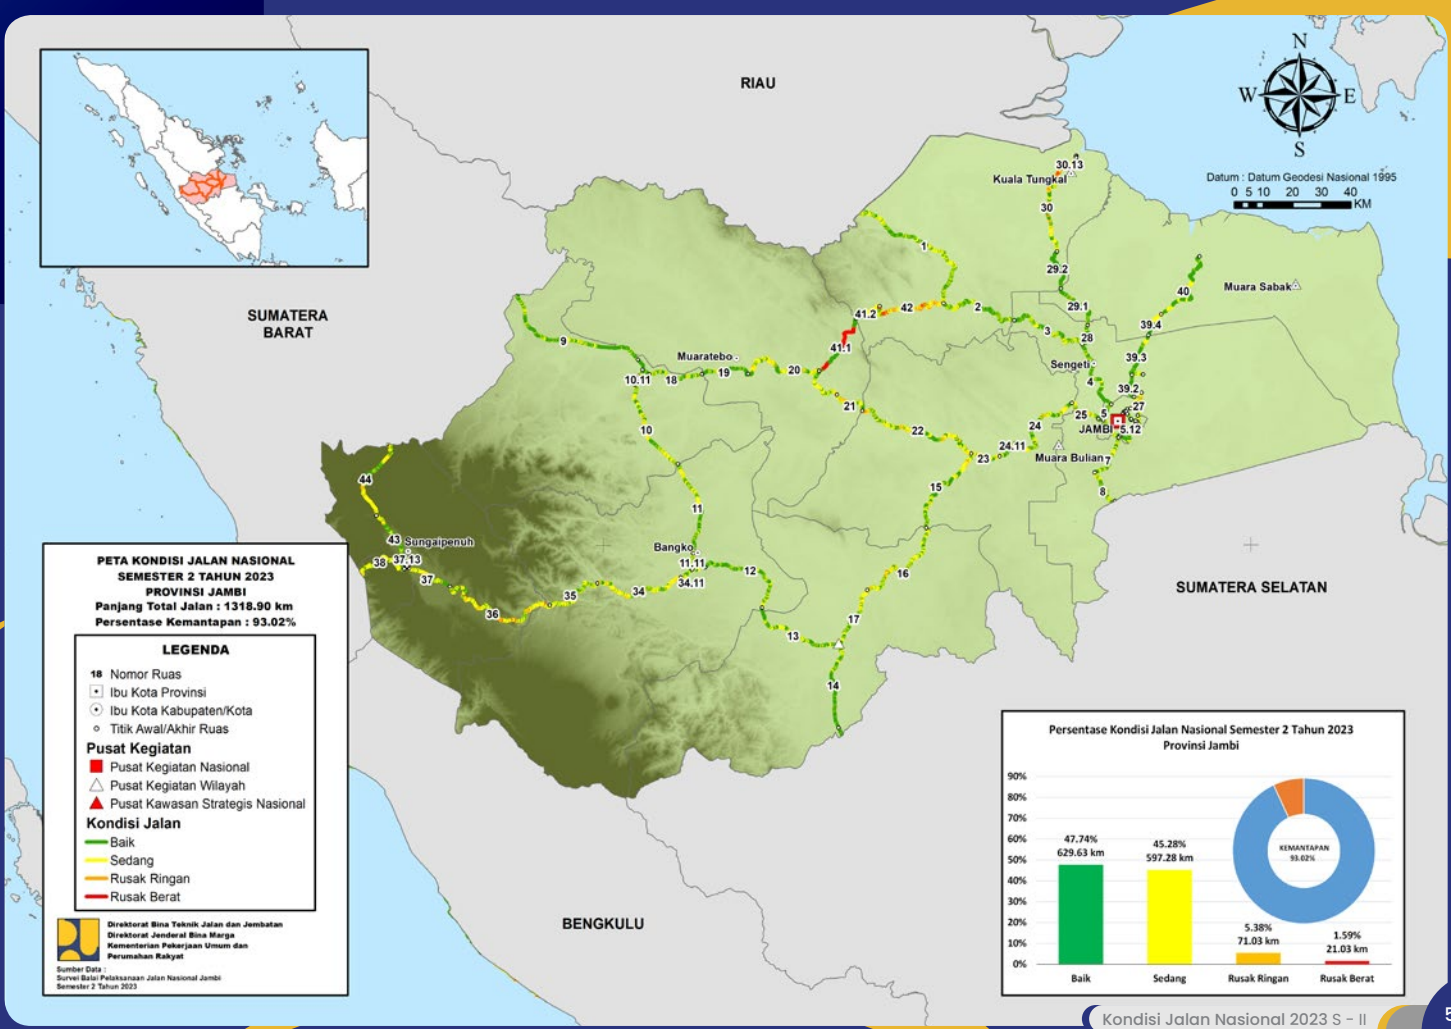 RIAU
N
W
E
S
Datum : Datum Geodesi Nasional 1995
0 5 10 20 30 40
KM
SUMATERA
BARAT
SUMATERA SELATAN
BENGKULU
30.13
Kuala Tungkal
30
1
29.2
29.1
40
Muara Sabak
41.2
42
2
3
28
39.4
41.1
9
Muaratebo
Sengeti
39.3
10.11
18
19
20
4
39.2
21
27
5
25
JAMBI
5.12
24
10
22
24.11
23
Muara Bulian
7
8
15
44
11
43
Sungaipenuh
Bangko
38
37.13
37
11.11
34.11
12
16
35
34
36
17
13
14
PETA KONDISI JALAN NASIONAL
SEMESTER 2 TAHUN 2023
PROVINSI JAMBI
Panjang Total Jalan : 1318.90 km
Persentase Kemantapan : 93.02%
LEGENDA
18 Nomor Ruas
Ibu Kota Provinsi
Ibu Kota Kabupaten/Kota
Titik Awal/Akhir Ruas
Pusat Kegiatan
Pusat Kegiatan Nasional
Pusat Kegiatan Wilayah
Pusat Kawasan Strategis Nasional
Kondisi Jalan
Baik
Sedang
Rusak Ringan
Rusak Berat
Direktorat Bina Teknik Jalan dan Jembatan
Direktorat Jenderal Bina Marga
Kementerian Pekerjaan Umum dan
Perumahan Rakyat
Sumber Data :
Survei Balai Pelaksanaan Jalan Nasional Jambi
Semester 2 Tahun 2023
Persentase Kondisi Jalan Nasional Semester 2 Tahun 2023
Provinsi Jambi
90%
80%
70%
60%
50%
40%
30%
20%
10%
0%
47.74%
629.63 km
45.28%
597.28 km
5.38%
71.03 km
1.59%
21.03 km
KEMANTAPAN
93.02%
Baik
Sedang
Rusak Ringan
Rusak Berat
Kondisi Jalan Nasional 2023 S - II